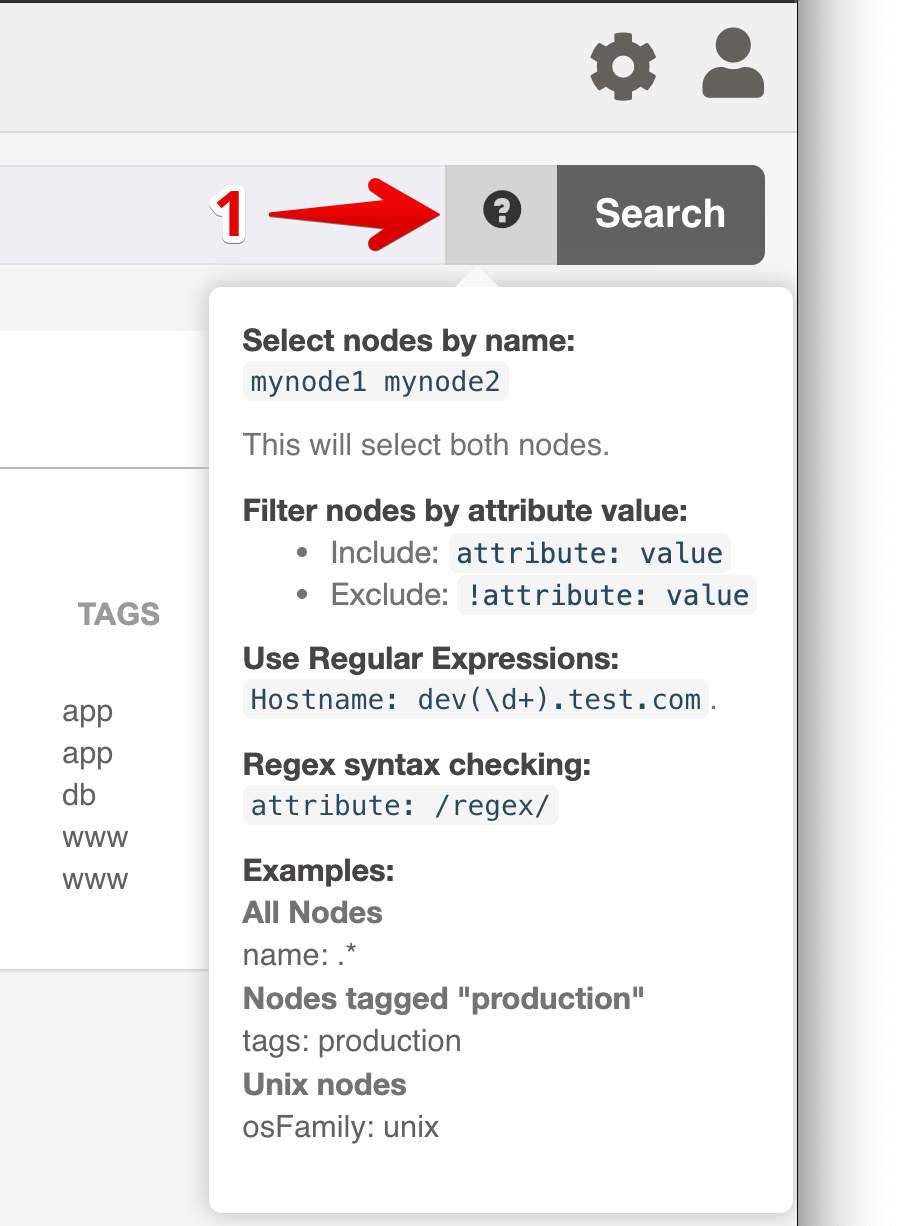 1
?
Search
Select nodes by name:
mynode1 mynode2
This will select both nodes.
Filter nodes by attribute value:
• Include: attribute: value
• Exclude: !attribute: value
Use Regular Expressions:
Hostname: dev(\d+).test.com.
Regex syntax checking:
attribute: /regex/
Examples:
All Nodes
name: .*
Nodes tagged "production"
tags: production
Unix nodes
osFamily: unix
TAGS
app
app
db
www
www